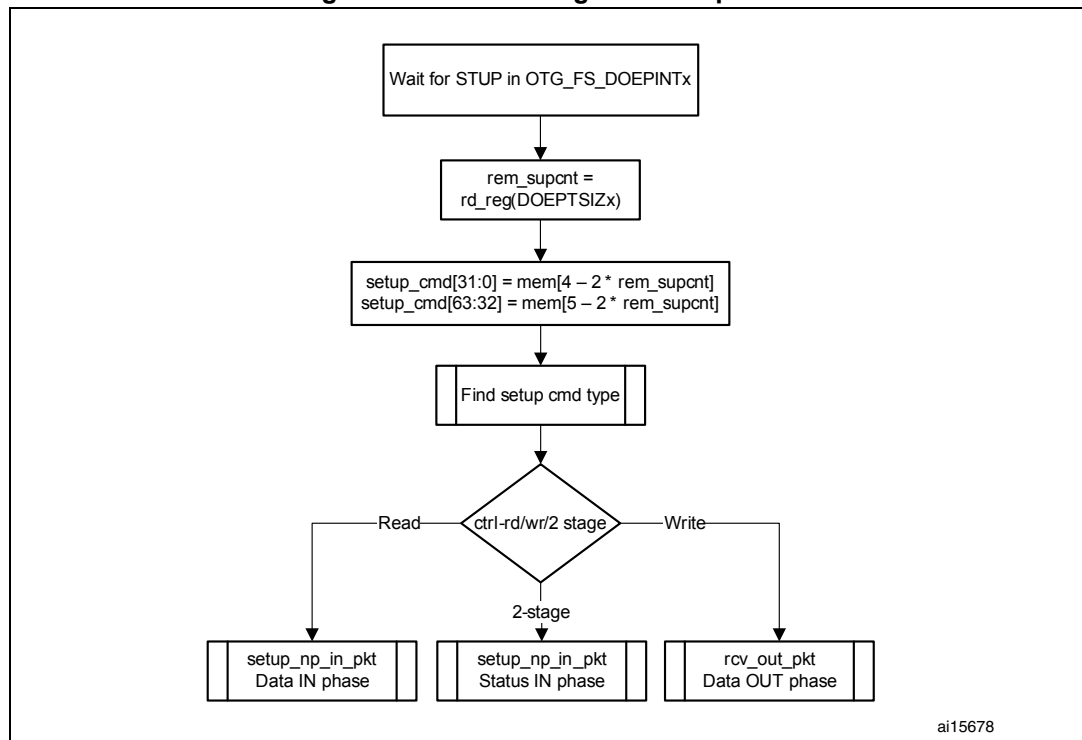 Wait for STUP in OTG_FS_DOEPINTx
rem_supcnt =
rd_reg(DOEPTSIZx)
setup_cmd[31:0] = mem[4 – 2 * rem_supcnt]
setup_cmd[63:32] = mem[5 – 2 * rem_supcnt]
Find setup cmd type
Read
ctrl-rd/wr/2 stage
Write
2-stage
setup_np_in_pkt
Data IN phase
setup_np_in_pkt
Status IN phase
rcv_out_pkt
Data OUT phase
ai15678